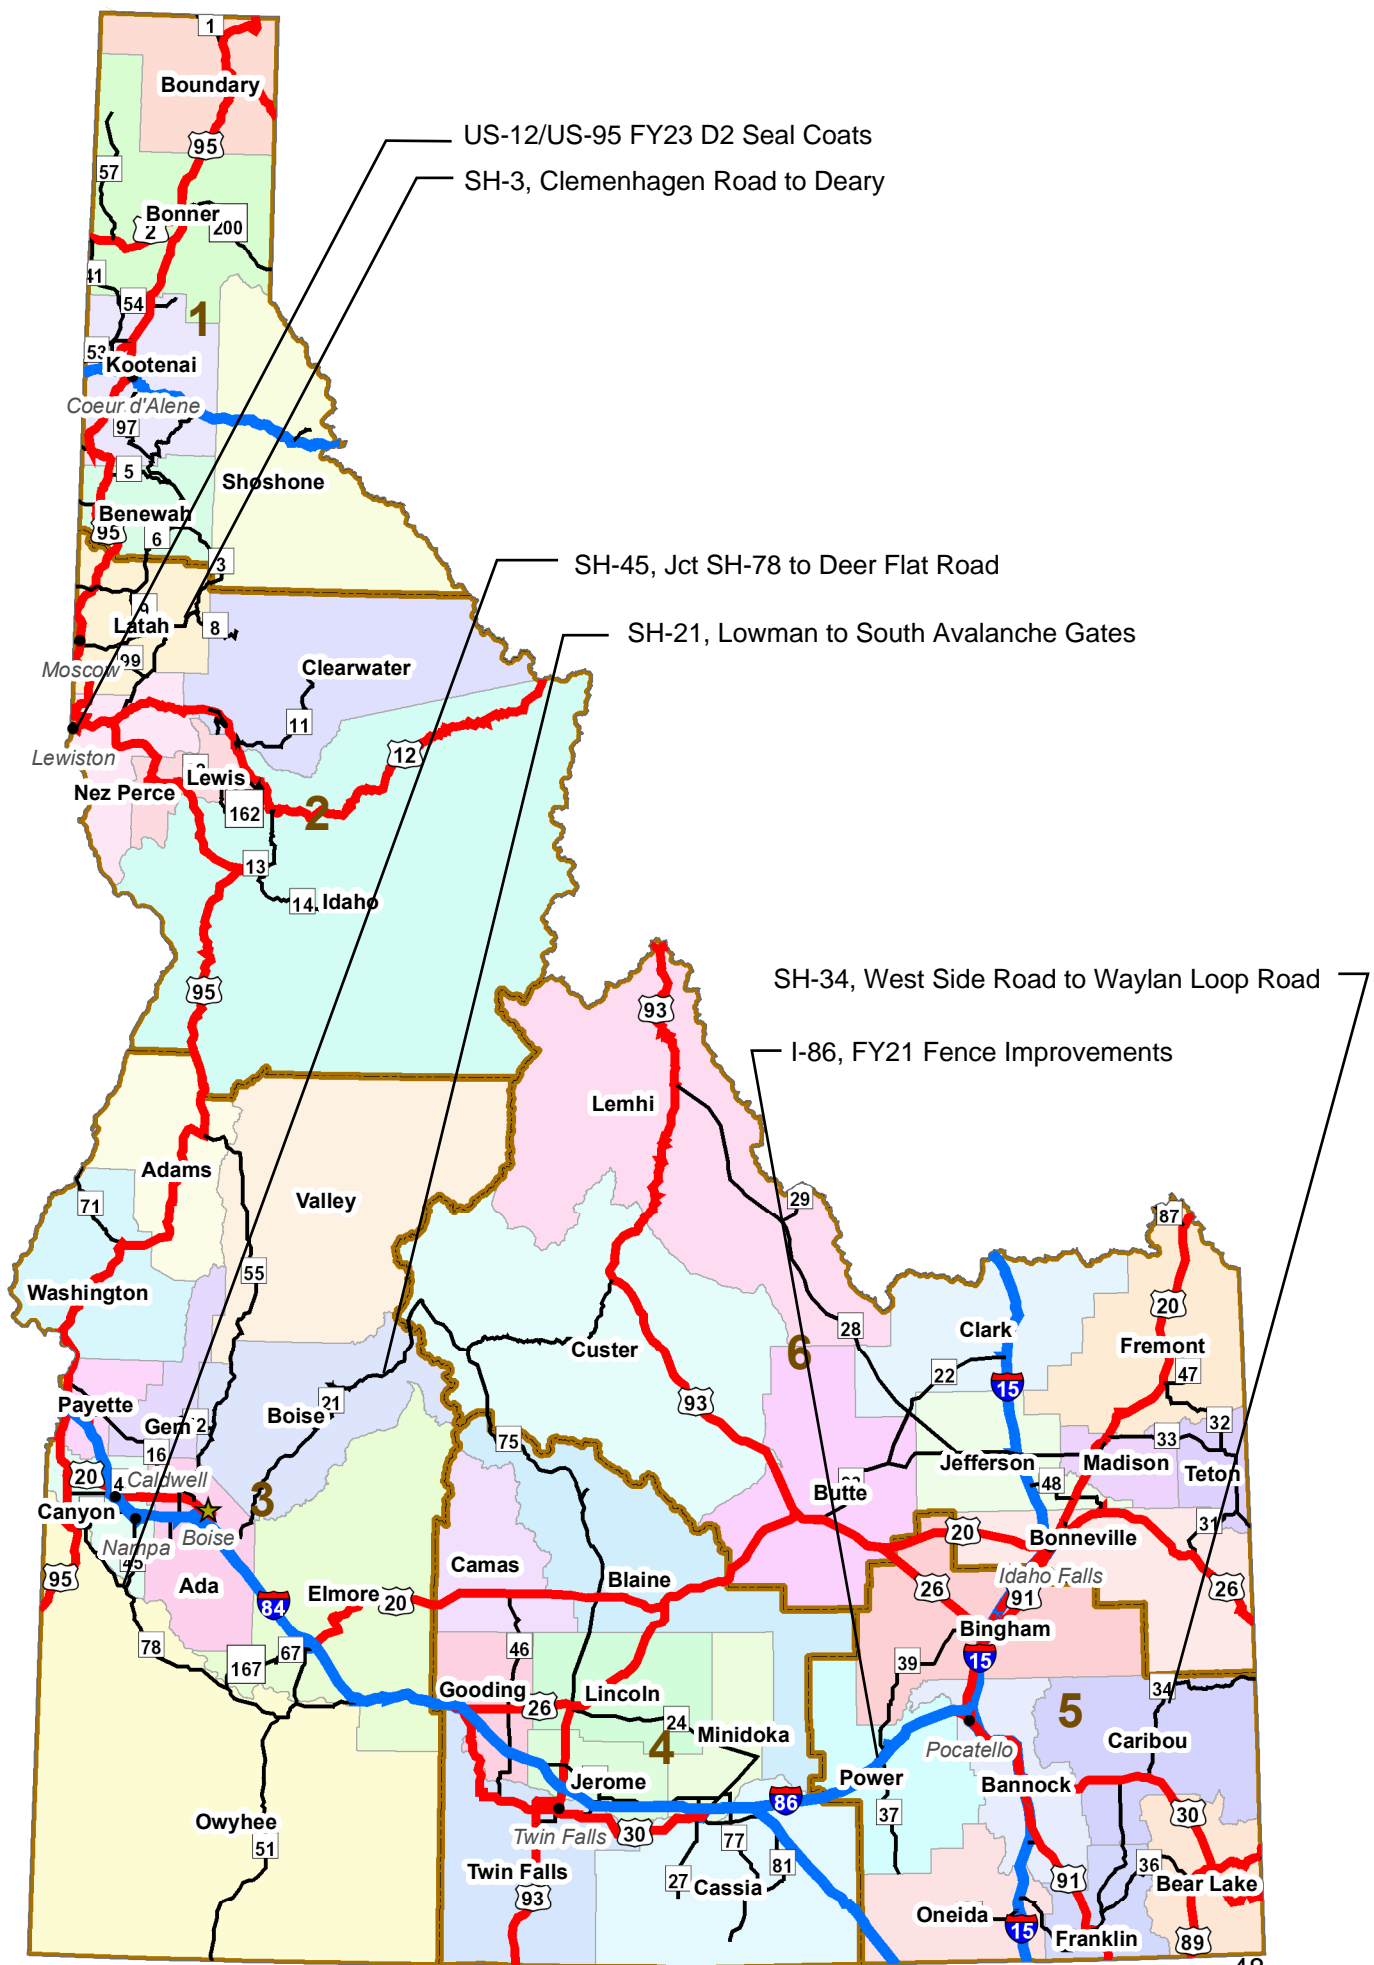 1
Boundary
95
US-12/US-95 FY23 D2 Seal Coats
57
SH-3, Clemenhagen Road to Deary
Bonner
2
200
41
54
1
53
Kootenai
Coeur d'Alene
97
5
Shoshone
Benewah
95
6
3
SH-45, Jct SH-78 to Deer Flat Road
9
Latah
8
SH-21, Lowman to South Avalanche Gates
99
Moscow
Clearwater
11
Lewiston
12
Lewis
Nez Perce
162
2
13
14
Idaho
95
SH-34, West Side Road to Waylan Loop Road
93
I-86, FY21 Fence Improvements
Lemhi
Adams
71
Valley
29
87
55
Washington
20
28
Clark
Custer
6
Fremont
22
47
15
93
Payette
21
Boise
Gem
32
16
75
33
Caldwell
20
4
Jefferson
Madison
Teton
48
3
Butte
Canyon
Nampa
Boise
31
20
Bonneville
45
Camas
Blaine
Idaho Falls
95
Ada
Elmore
20
26
91
26
84
Bingham
78
46
167
67
39
15
Gooding
Lincoln
34
26
24
5
Minidoka
4
Pocatello
Caribou
Jerome
Power
Bannock
86
Owyhee
Twin Falls
30
37
30
51
77
Twin Falls
81
27
Cassia
36
91
Bear Lake
93
Oneida
15
Franklin
89